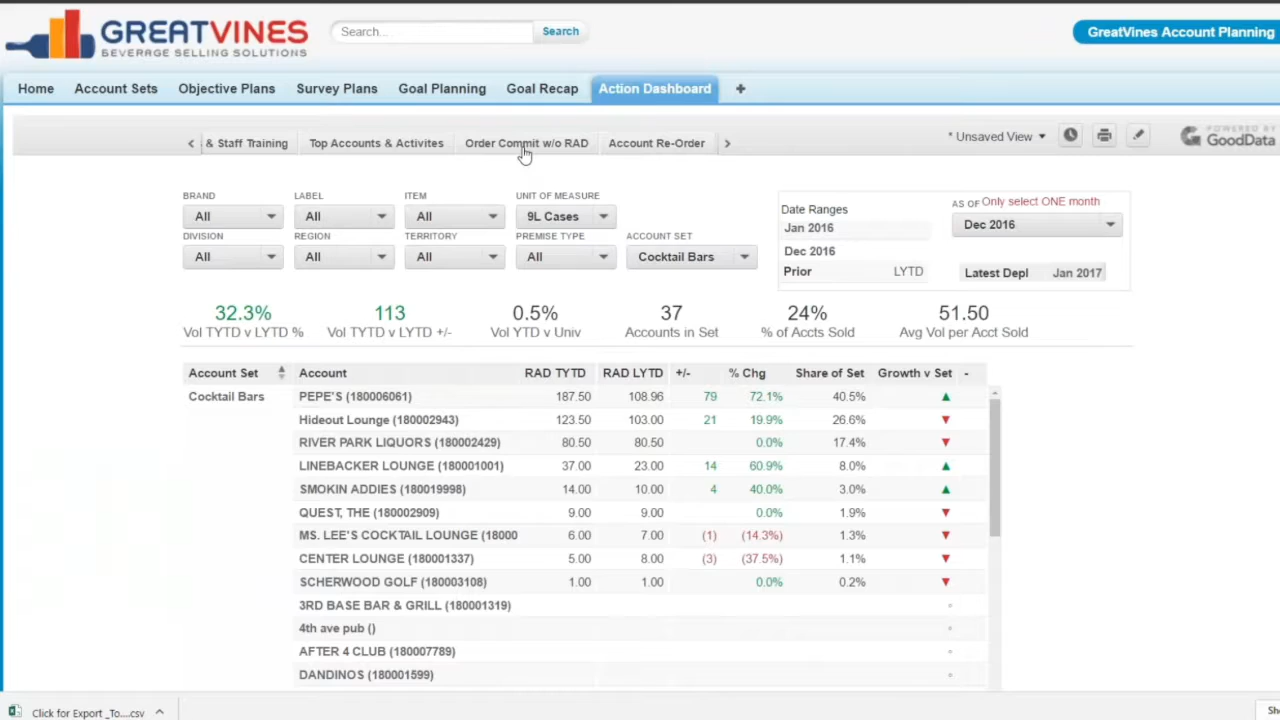 GREATVINES
BEVERAGE SELLING SOLUTIONS
Search... Search
GreatVines Account Planning
Home Account Sets Objective Plans Survey Plans Goal Planning Goal Recap Action Dashboard +
& Staff Training Top Accounts & Activites Order Commit w/o RAD Account Re-Order
* Unsaved View
POWERED BY
GoodData
BRAND LABEL ITEM UNIT OF MEASURE
All All All 9L Cases
DIVISION REGION TERRITORY PREMISE TYPE ACCOUNT SET
All All All All Cocktail Bars
Date Ranges
Jan 2016
Dec 2016
Prior LYTD
AS OF Only select ONE month
Dec 2016
Latest Depl Jan 2017
32.3% 113 0.5% 37 24% 51.50
Vol TYTD v LYTD % Vol TYTD v LYTD +/- Vol YTD v Univ Accounts in Set % of Accts Sold Avg Vol per Acct Sold
Account Set Account RAD TYTD RAD LYTD +/- % Chg Share of Set Growth v Set -
Cocktail Bars PEPE'S (180006061) 187.50 108.96 79 72.1% 40.5% ▲
Hideout Lounge (180002943) 123.50 103.00 21 19.9% 26.6% ▼
RIVER PARK LIQUORS (180002429) 80.50 80.50 0.0% 17.4% ▼
LINEBACKER LOUNGE (180001001) 37.00 23.00 14 60.9% 8.0% ▲
SMOKIN ADDIES (180019998) 14.00 10.00 4 40.0% 3.0% ▲
QUEST, THE (180002909) 9.00 9.00 0.0% 1.9% ▼
MS. LEE'S COCKTAIL LOUNGE (18000 6.00 7.00 (1) (14.3%) 1.3% ▼
CENTER LOUNGE (180001337) 5.00 8.00 (3) (37.5%) 1.1% ▼
SCHERWOOD GOLF (180003108) 1.00 1.00 0.0% 0.2% ▼
3RD BASE BAR & GRILL (180001319)
4th ave pub ()
AFTER 4 CLUB (180007789)
DANDINOS (180001599)
Click for Export _To....csv
Sh